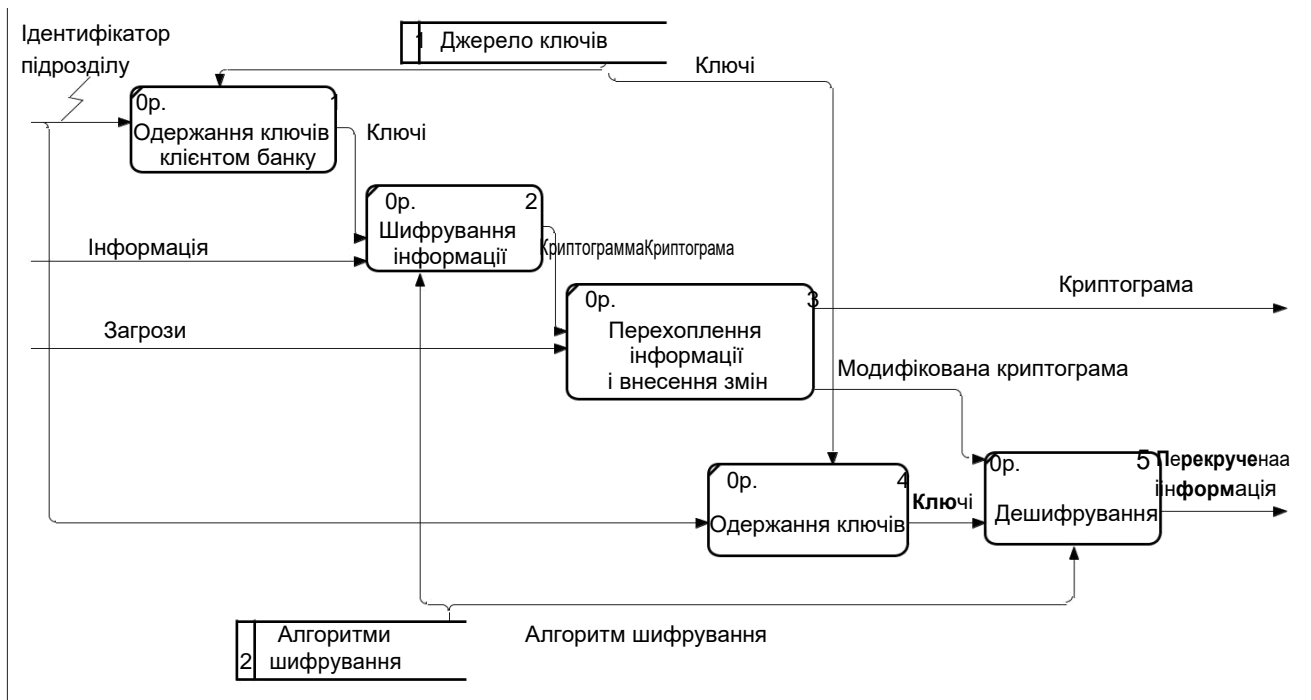 Ідентифікатор
підрозділу
1 Джерело ключів
Ключі
0р. 1
Одержання ключів
клієнтом банку
Ключі
0р. 2
Шифрування
інформації
Інформація
КриптограммаКриптограма
0р. 3
Перехоплення
інформації
і внесення змін
Криптограма
Загрози
Модифікована криптограма
0р. 4
Одержання ключів
Ключі
0р. 5
Дешифрування
Перекрученаа
іінформація
2 Алгоритми
шифрування
Алгоритм шифрування